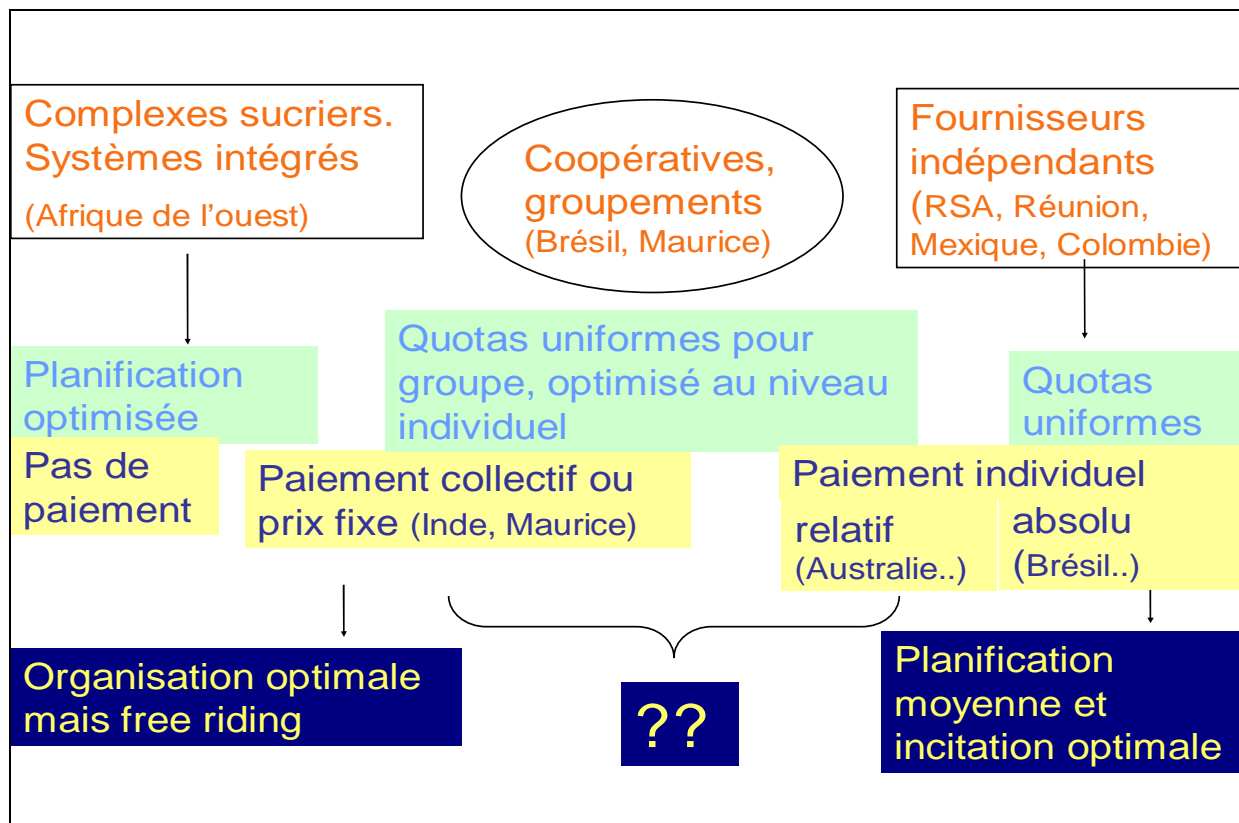 Complexes sucriers.
Systèmes intégrés
(Afrique de l'ouest)
Coopératives,
groupements
(Brésil, Maurice)
Fournisseurs
indépendants
(RSA, Réunion,
Mexique, Colombie)
Planification
optimisée
Quotas uniformes pour
groupe, optimisé au niveau
individuel
Quotas
uniformes
Pas de
paiement
Paiement collectif ou
prix fixe (Inde, Maurice)
Paiement individuel
relatif
(Australie..)
absolu
(Brésil..)
Organisation optimale
mais free riding
??
Planification
moyenne et
incitation optimale